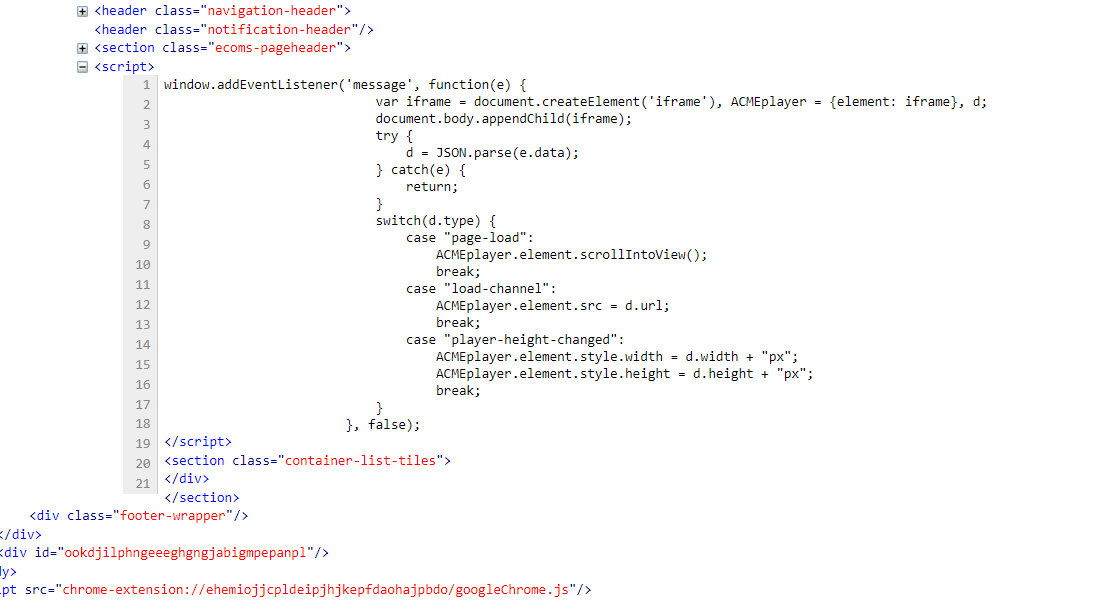 <header class="navigation-header">
<header class="notification-header"/>
<section class="ecoms-pageheader">
<script>
1 window.addEventListener('message', function(e) {
2 var iframe = document.createElement('iframe'), ACMEplayer = {element: iframe}, d;
3 document.body.appendChild(iframe);
4 try {
5 d = JSON.parse(e.data);
6 } catch(e) {
7 return;
8 }
9 switch(d.type) {
10 case "page-load":
11 ACMEplayer.element.scrollIntoView();
12 break;
13 case "load-channel":
14 ACMEplayer.element.src = d.url;
15 break;
16 case "player-height-changed":
17 ACMEplayer.element.style.width = d.width + "px";
18 ACMEplayer.element.style.height = d.height + "px";
19 break;
20 }
21 }, false);
</script>
<section class="container-list-tiles">
</div>
</section>
<div class="footer-wrapper"/>
</div>
<div id="ookdjilphngeeeghgngjabigmpepanpl"/>
dy>
ipt src="chrome-extension://ehemiojjcpldeipjhjkepfdaohajpbdo/googleChrome.js"/>